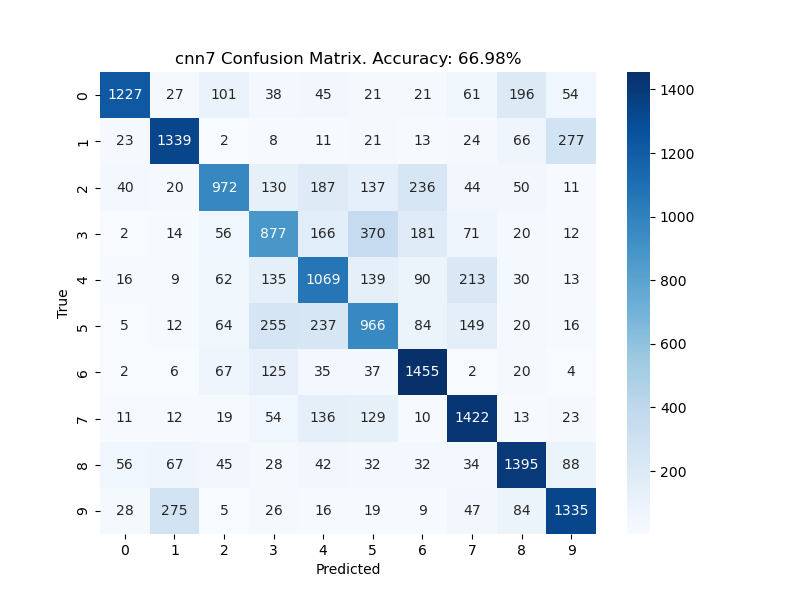 cnn7 Confusion Matrix. Accuracy: 66.98%
0 1227 27 101 38 45 21 21 61 196 54
1 23 1339 2 8 11 21 13 24 66 277
2 40 20 972 130 187 137 236 44 50 11
3 2 14 56 877 166 370 181 71 20 12
4 16 9 62 135 1069 139 90 213 30 13
5 5 12 64 255 237 966 84 149 20 16
6 2 6 67 125 35 37 1455 2 20 4
7 11 12 19 54 136 129 10 1422 13 23
8 56 67 45 28 42 32 32 34 1395 88
9 28 275 5 26 16 19 9 47 84 1335
0 1 2 3 4 5 6 7 8 9
Predicted
True
1400
1200
1000
800
600
400
200